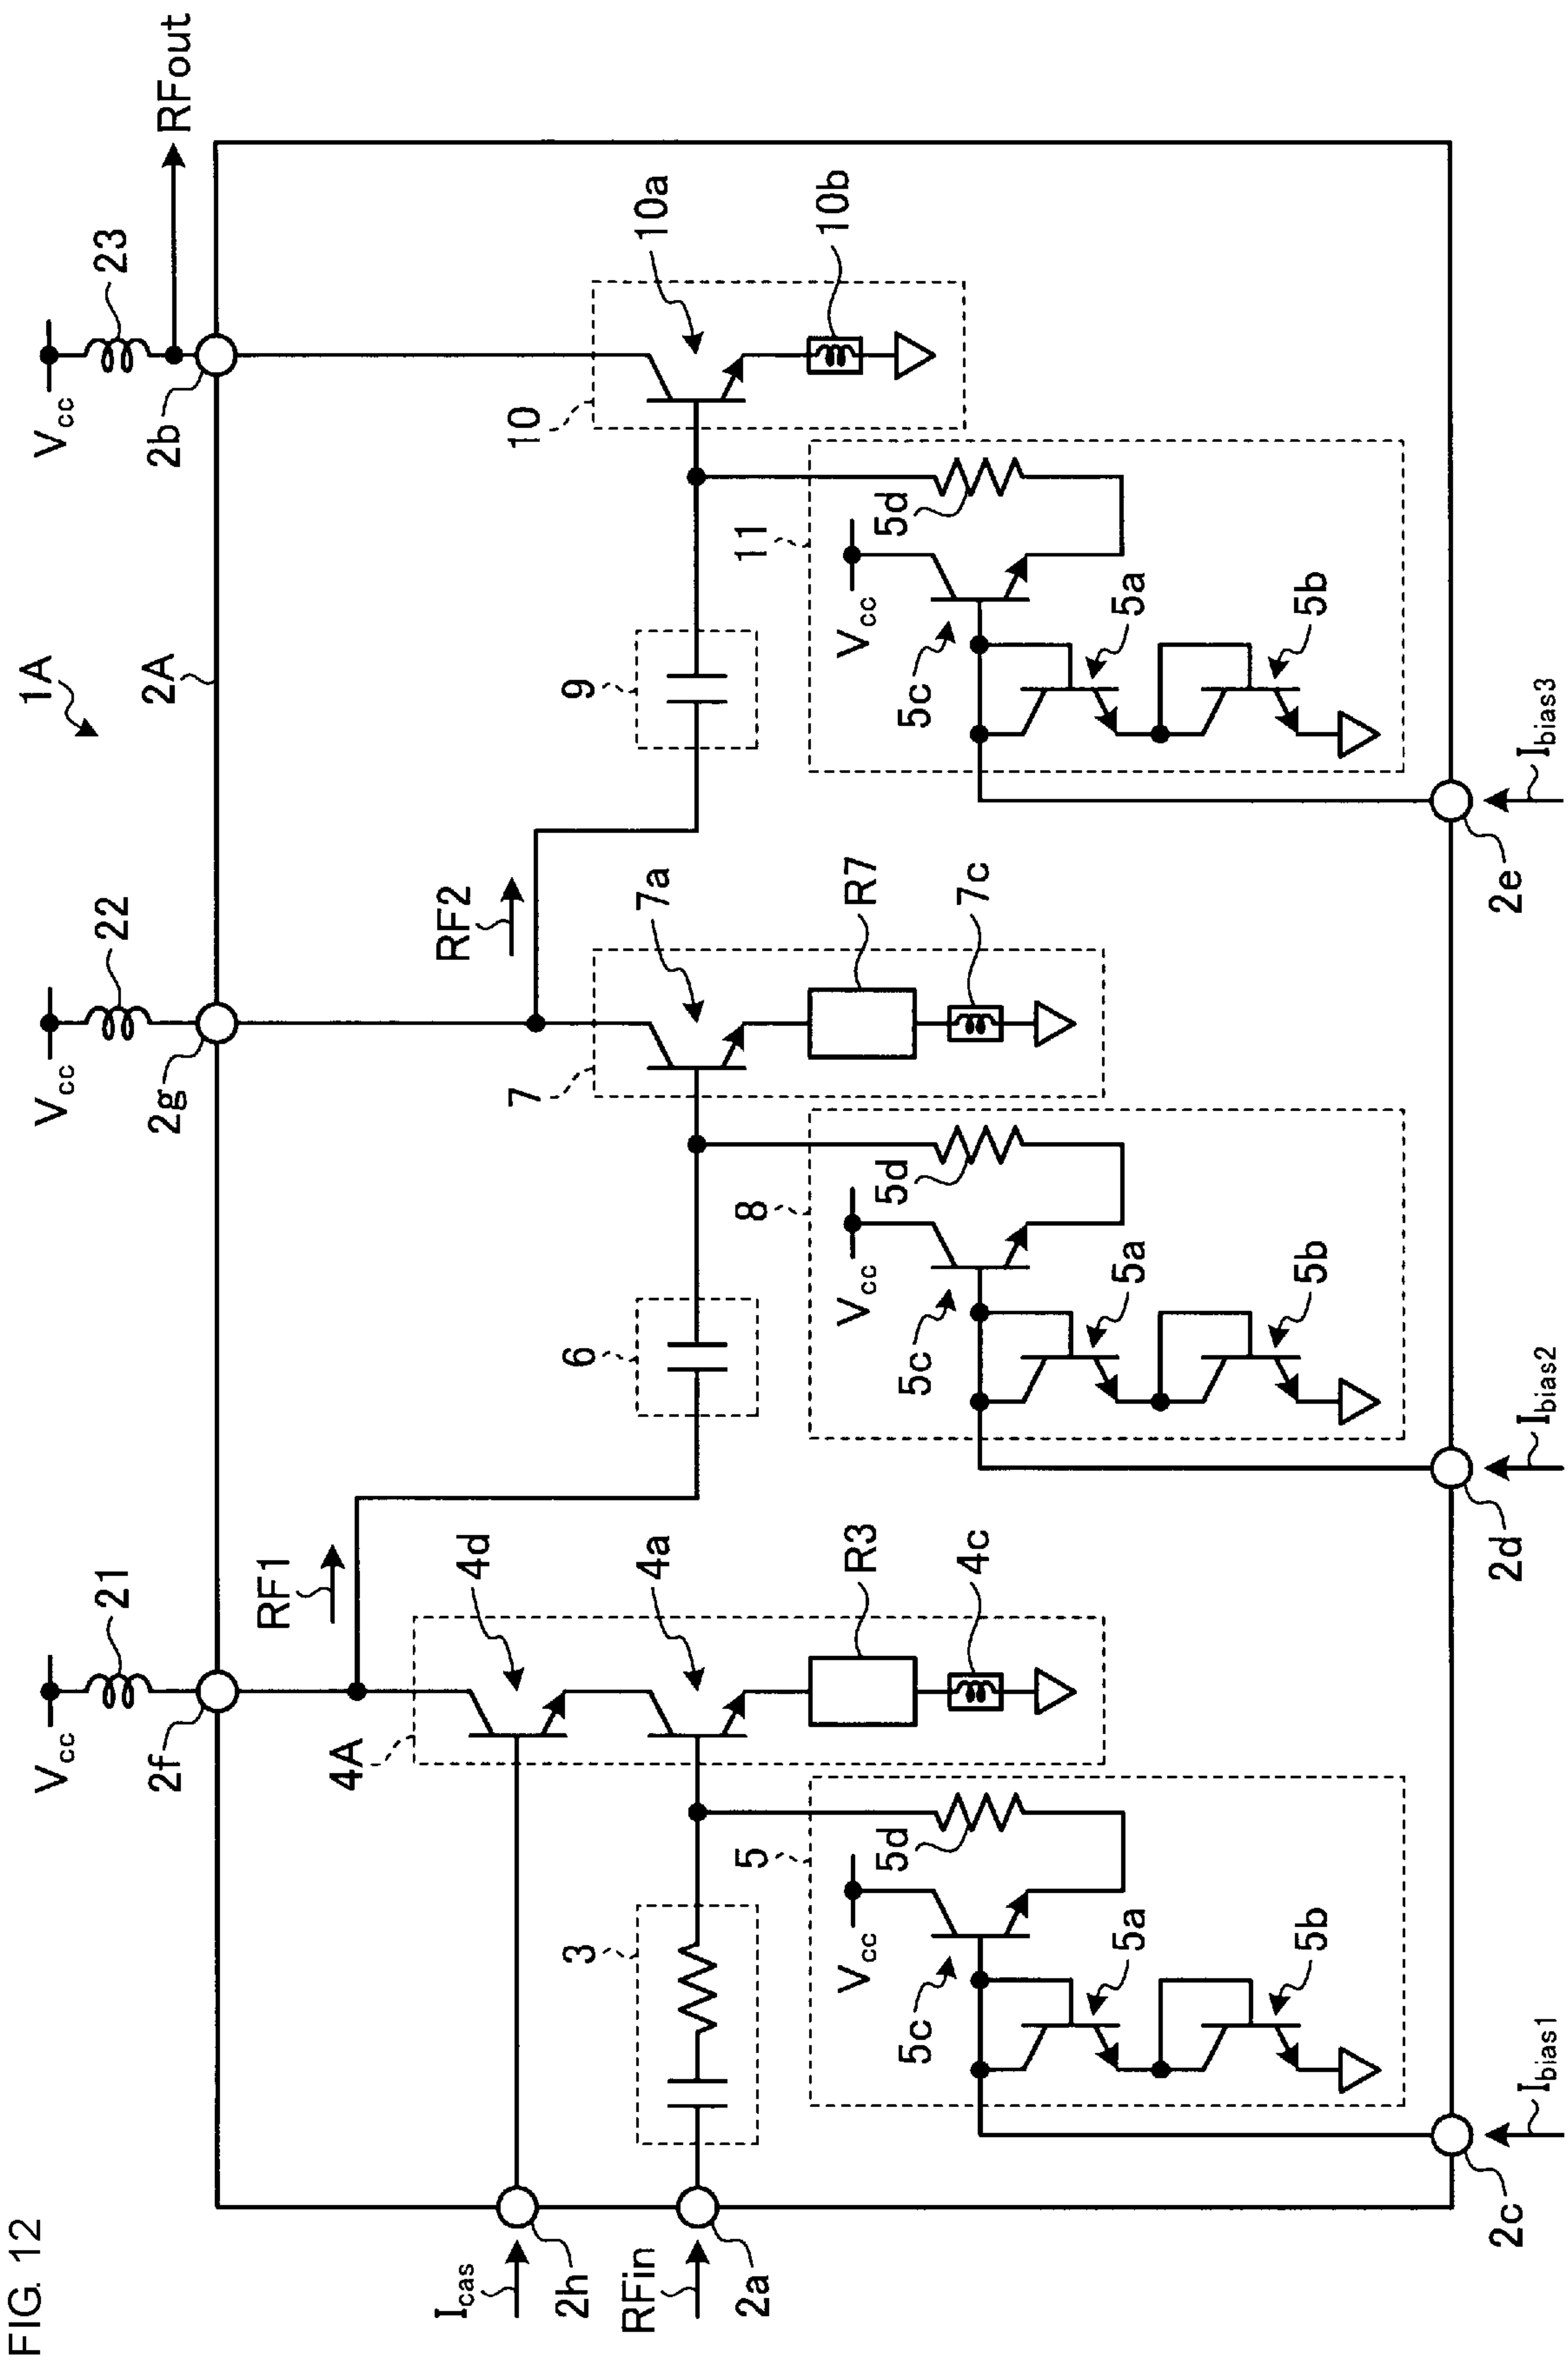 FIG. 12
1A
2A
Vcc
21
2f
Vcc
22
2g
Vcc
23
2b
RFout
RF1
RF2
4A
4d
4a
R3
4c
7
7a
R7
7c
10
10a
10b
Icas
2h
RFin
2a
3
6
9
5
Vcc
5d
5c
5a
5b
8
Vcc
5d
5c
5a
5b
11
Vcc
5d
5c
5a
5b
2c
Ibias1
2d
Ibias2
2e
Ibias3